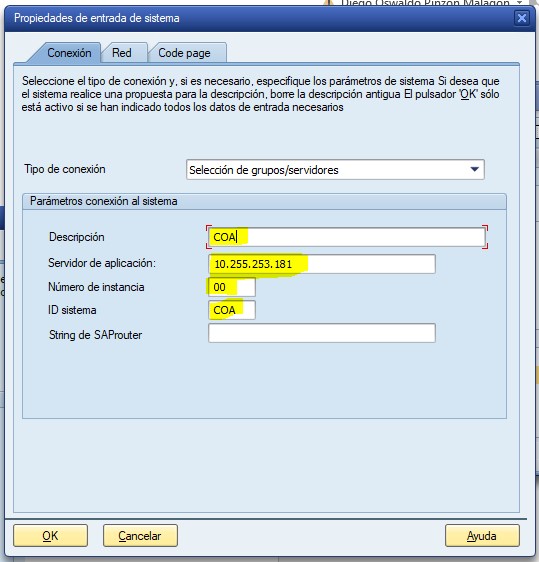 Diego Oswaldo Pinzon Malagon
Propiedades de entrada de sistema
Conexión Red Code page
Seleccione el tipo de conexión y, si es necesario, especifique los parámetros de sistema Si desea que
el sistema realice una propuesta para la descripción, borre la descripción antigua El pulsador 'OK' sólo
está activo si se han indicado todos los datos de entrada necesarios
Tipo de conexión Selección de grupos/servidores
Parámetros conexión al sistema
Descripción COA
Servidor de aplicación: 10.255.253.181
Número de instancia 00
ID sistema COA
String de SAProuter
OK Cancelar Ayuda